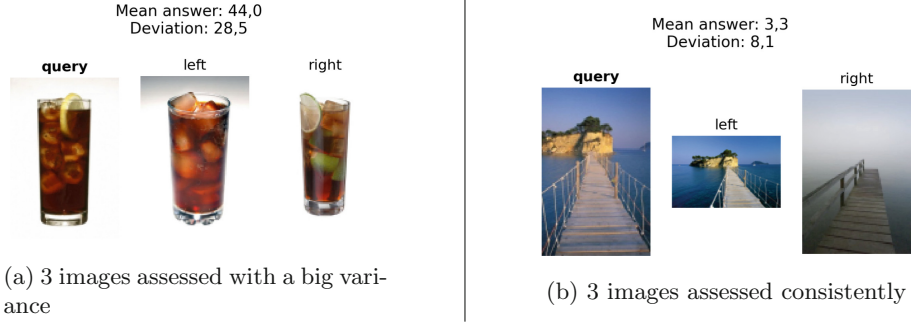 Mean answer: 44,0
Deviation: 28,5
query
left
right
(a) 3 images assessed with a big vari-
ance
Mean answer: 3,3
Deviation: 8,1
query
left
right
(b) 3 images assessed consistently